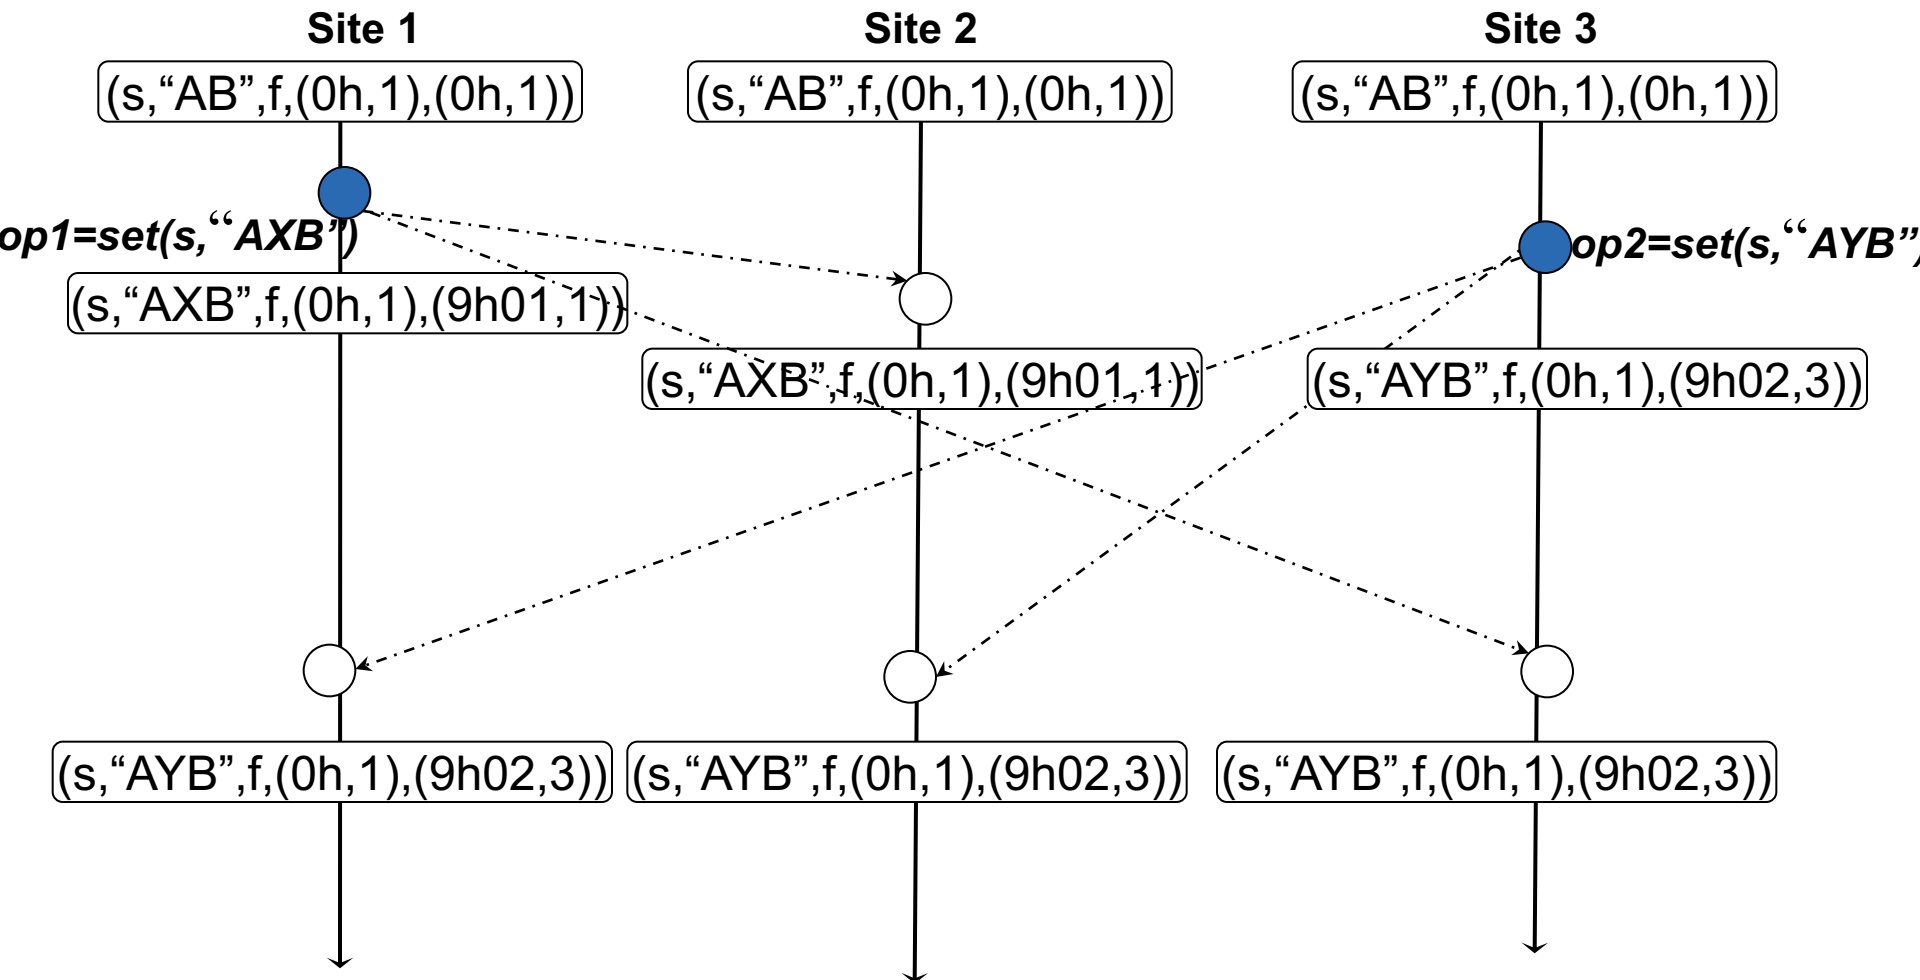 Site 1 Site 2 Site 3
(s,“AB”,f,(0h,1),(0h,1)) (s,“AB”,f,(0h,1),(0h,1)) (s,“AB”,f,(0h,1),(0h,1))
op1=set(s,“AXB”) op2=set(s,“AYB”)
(s,“AXB”,f,(0h,1),(9h01,1))
(s,“AXB”,f,(0h,1),(9h01,1)) (s,“AYB”,f,(0h,1),(9h02,3))
(s,“AYB”,f,(0h,1),(9h02,3)) (s,“AYB”,f,(0h,1),(9h02,3)) (s,“AYB”,f,(0h,1),(9h02,3))